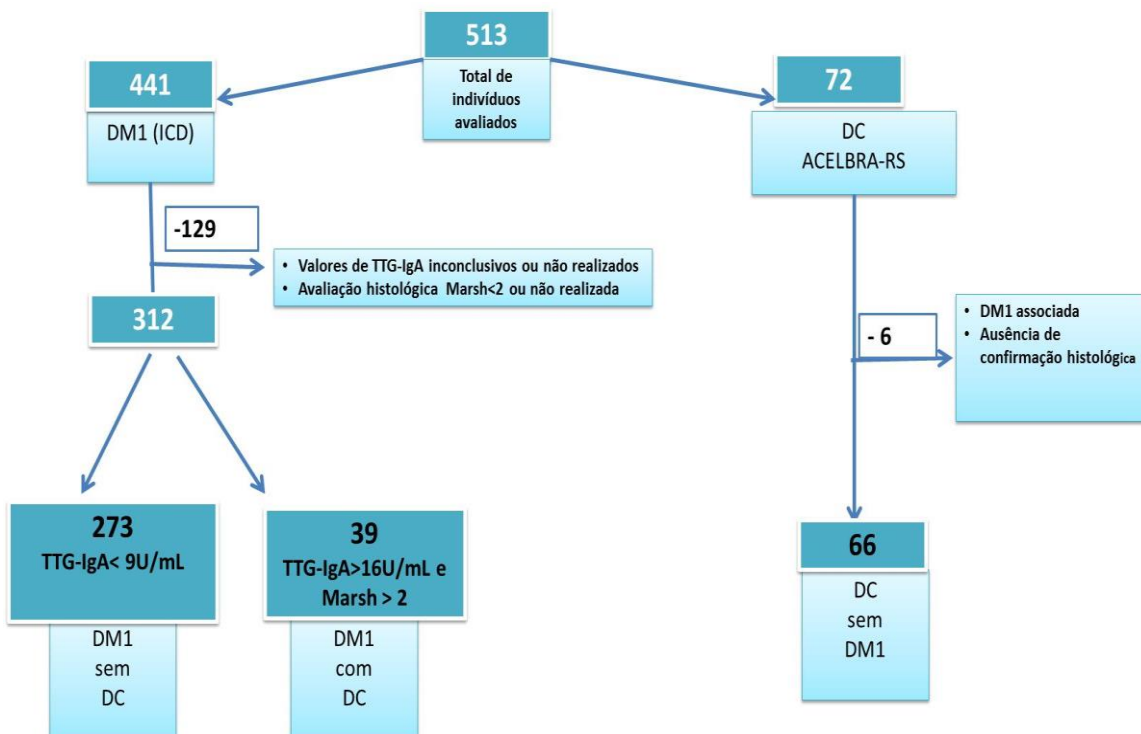 513
Total de
indivíduos
avaliados
441
DM1 (ICD)
72
DC
ACELBRA-RS
-129
• Valores de TTG-IgA inconclusivos ou não realizados
• Avaliação histológica Marsh<2 ou não realizada
312
- 6
• DM1 associada
• Ausência de
confirmação histológica
273
TTG-IgA< 9U/mL
DM1
sem
DC
39
TTG-IgA>16U/mL e
Marsh > 2
DM1
com
DC
66
DC
sem
DM1